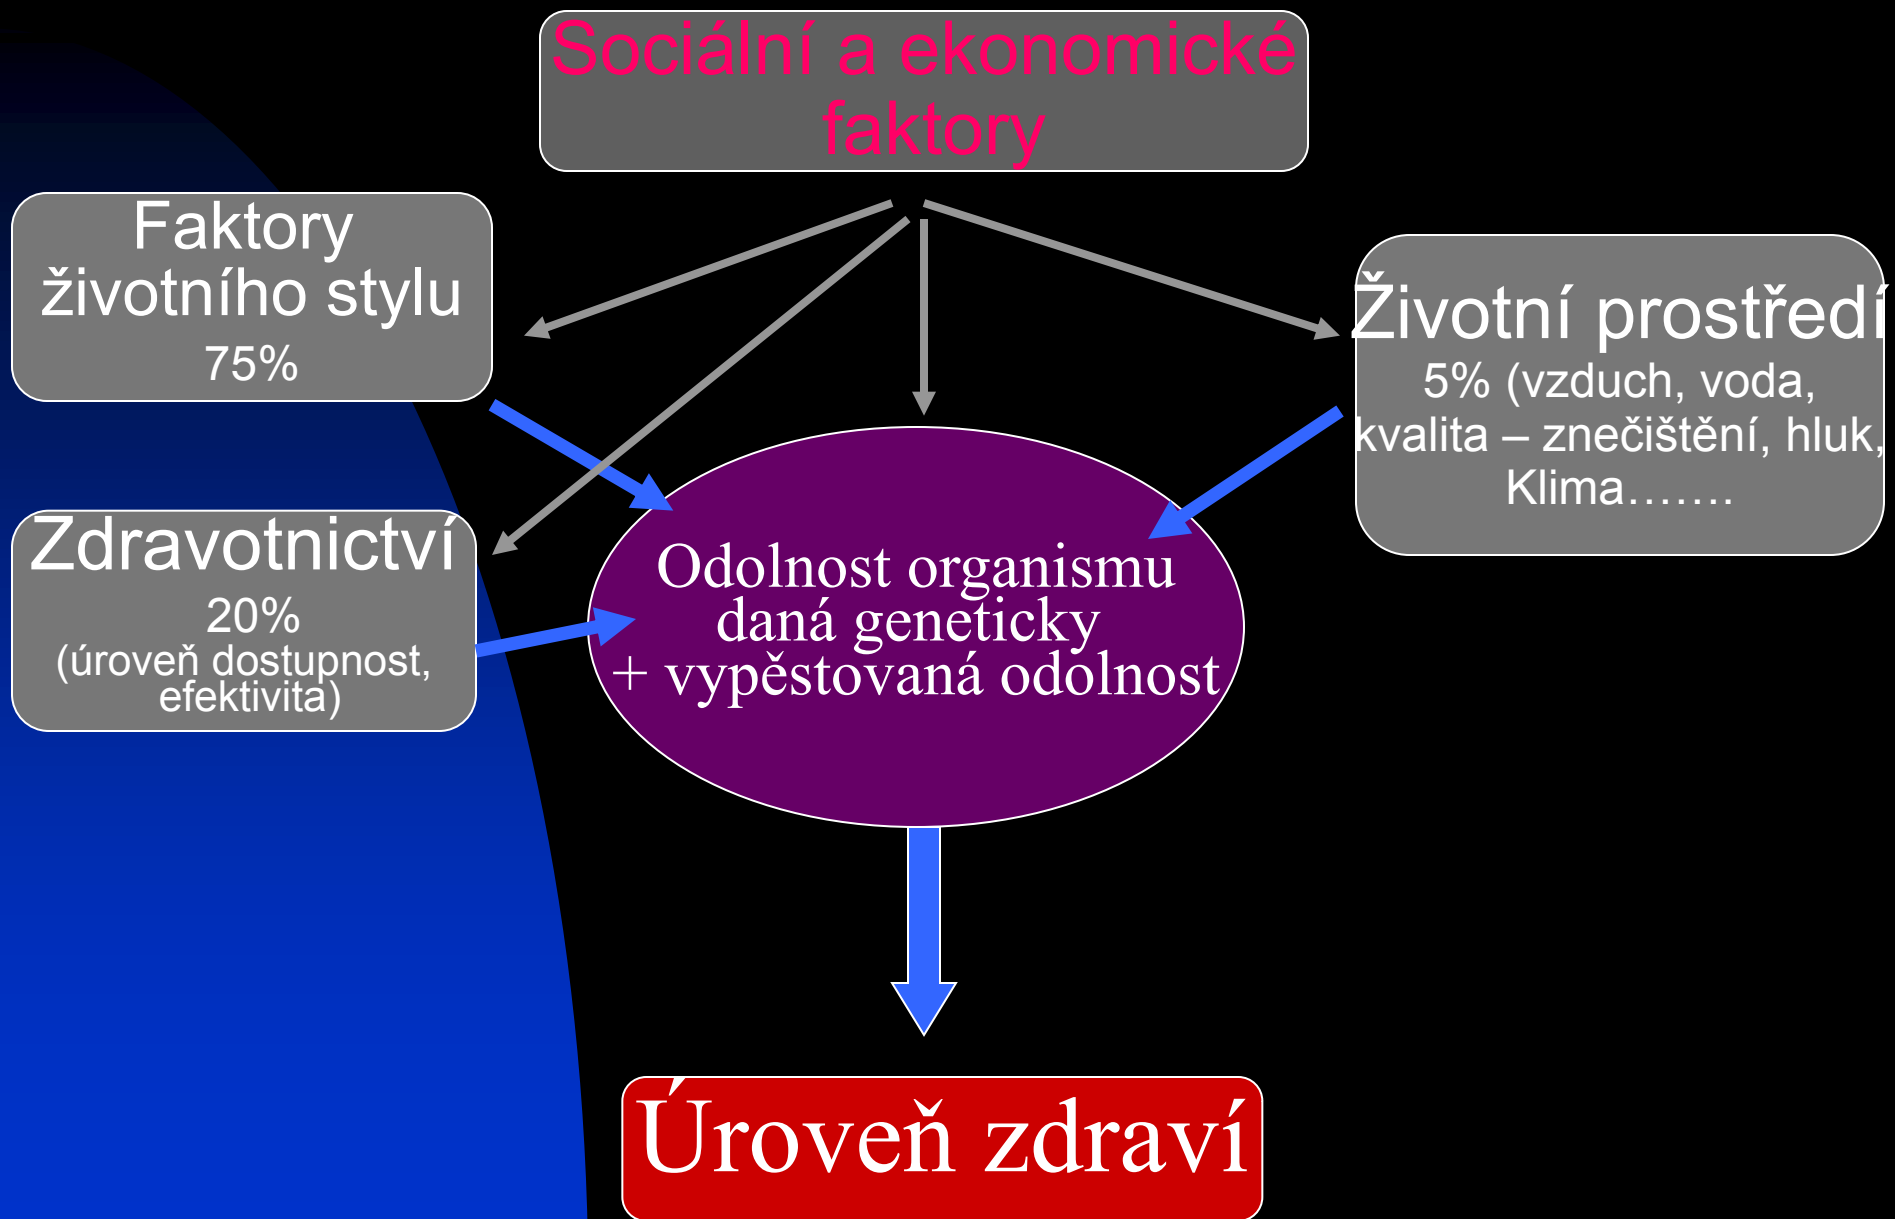 Sociální a ekonomické
faktory
Faktory
životního stylu
75%
Životní prostředí
5% (vzduch, voda,
kvalita – znečištění, hluk,
Klima…….
Zdravotnictví
20%
(úroveň dostupnost,
efektivita)
Odolnost organismu
daná geneticky
+ vypěstovaná odolnost
Úroveň zdraví